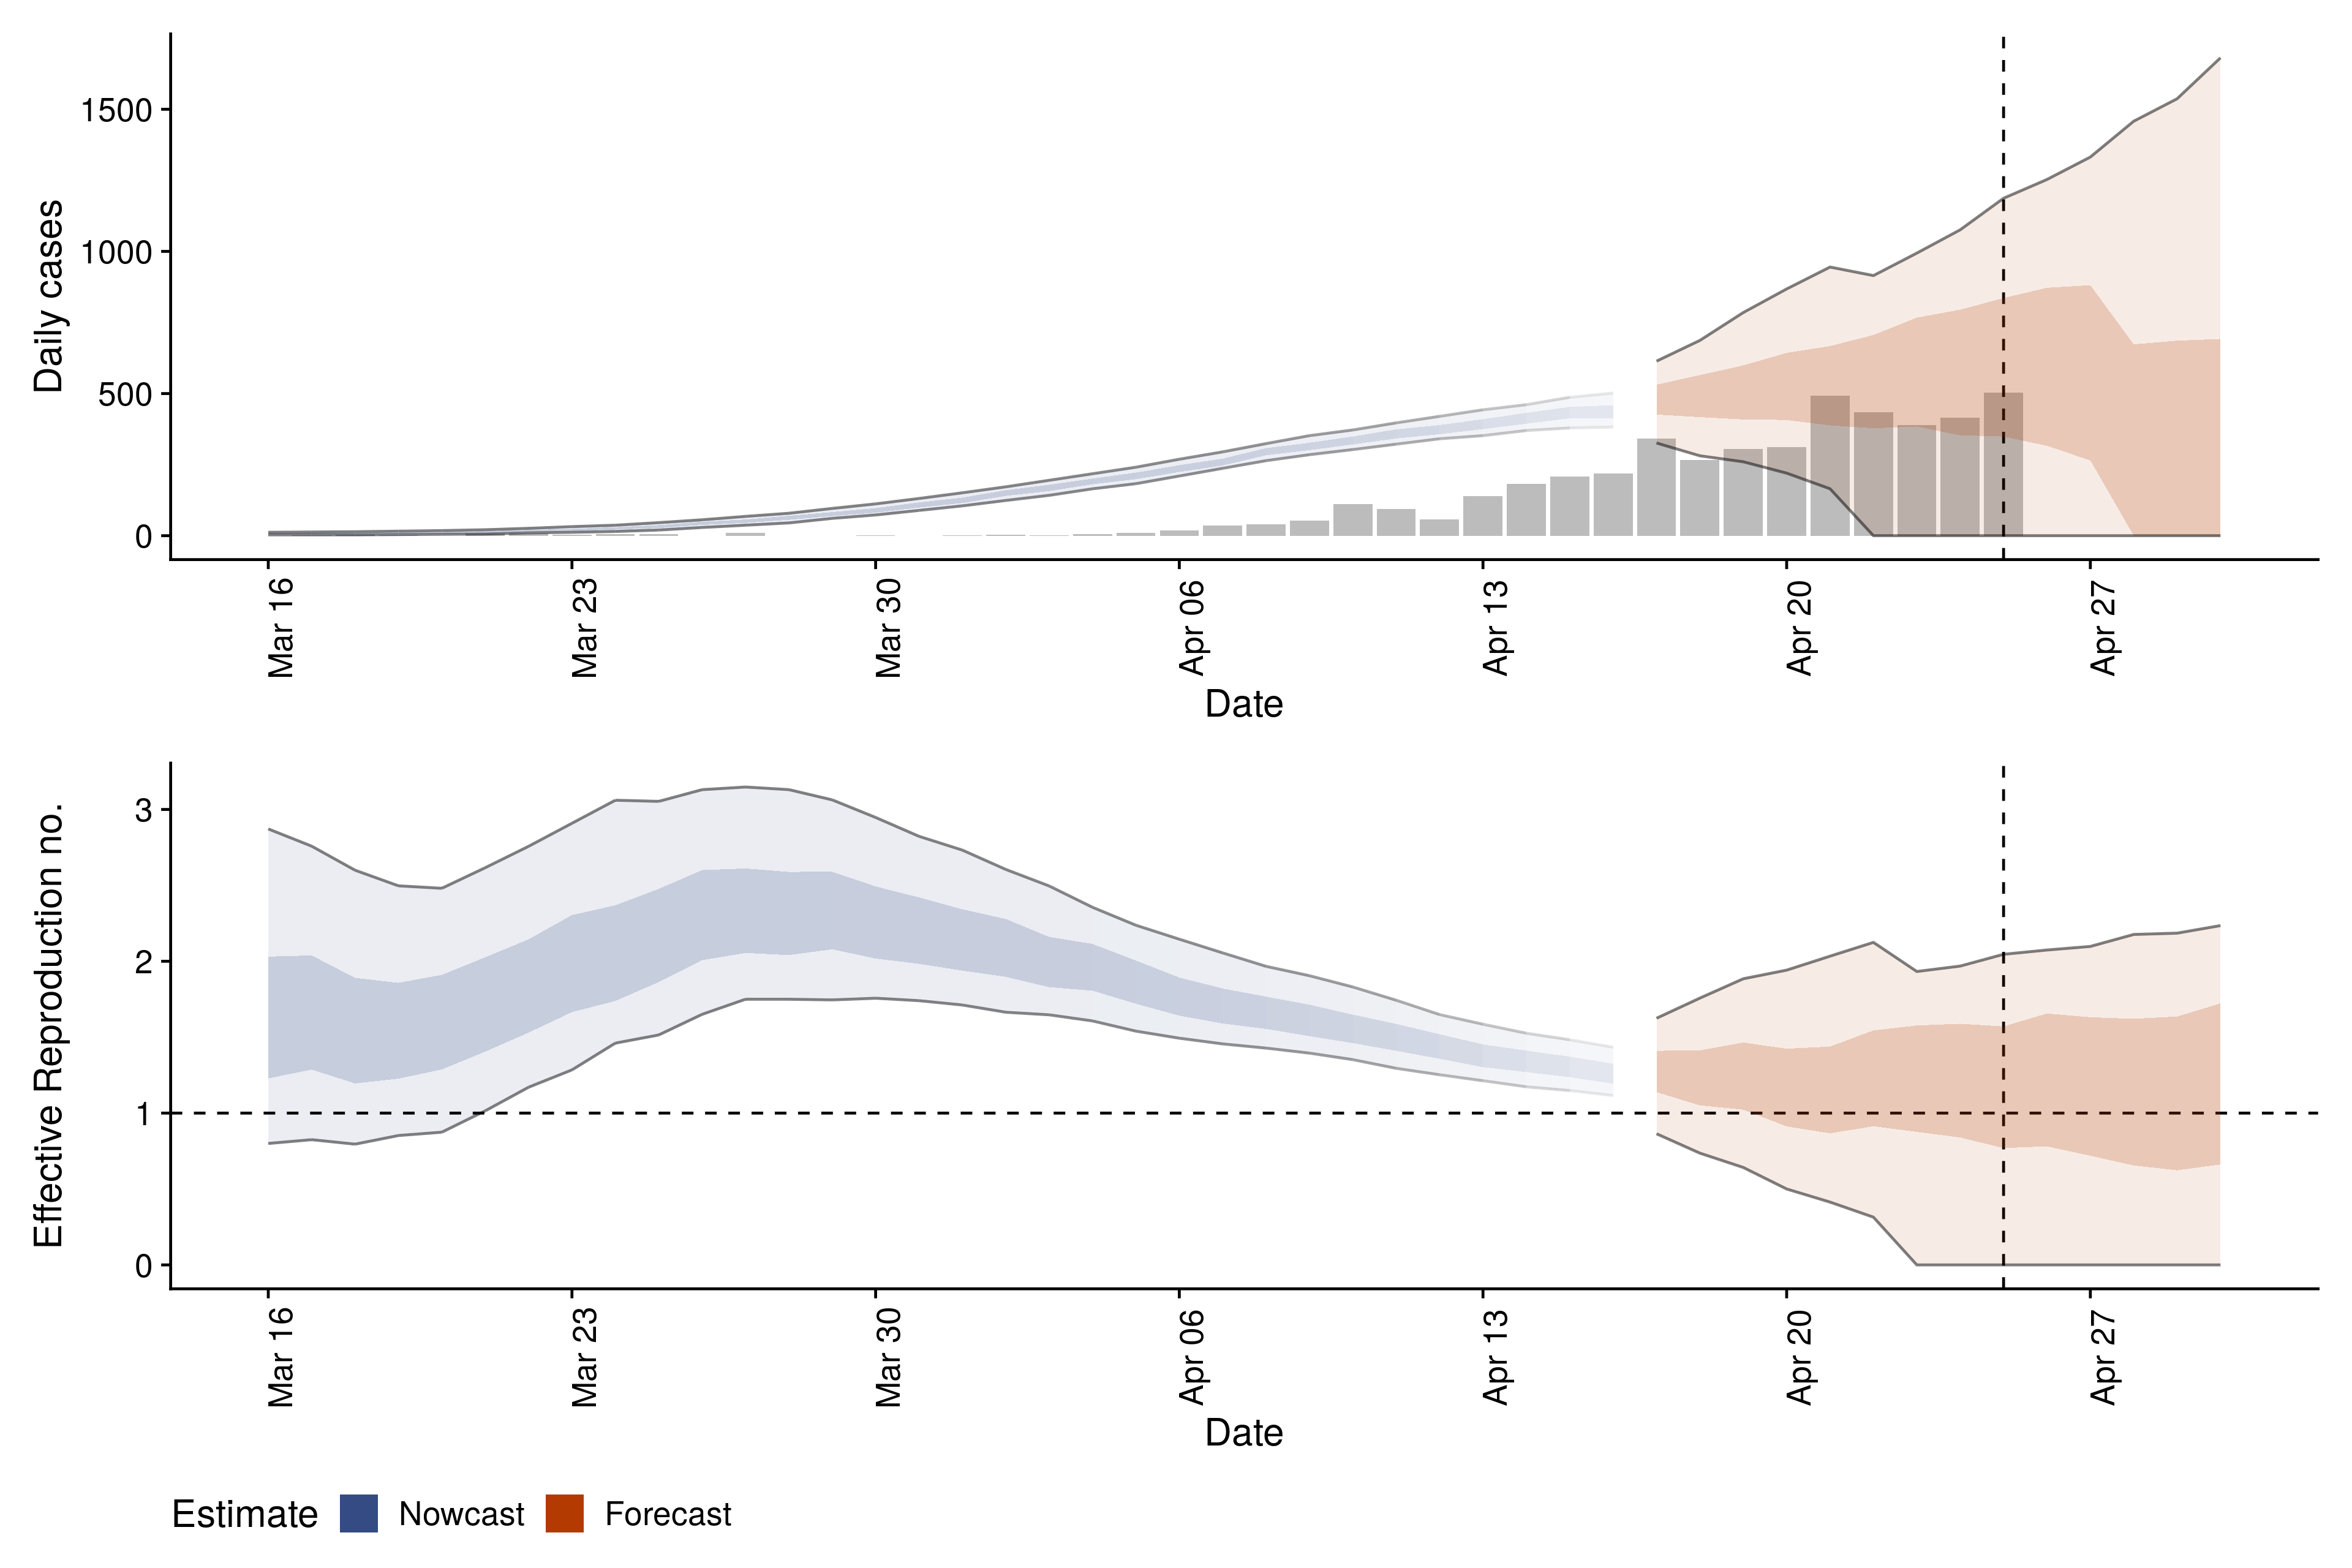 Daily cases
1500
1000
500
0
Mar 16
Mar 23
Mar 30
Apr 06
Apr 13
Apr 20
Apr 27
Date
Effective Reproduction no.
3
2
1
0
Mar 16
Mar 23
Mar 30
Apr 06
Apr 13
Apr 20
Apr 27
Date
Estimate Nowcast Forecast